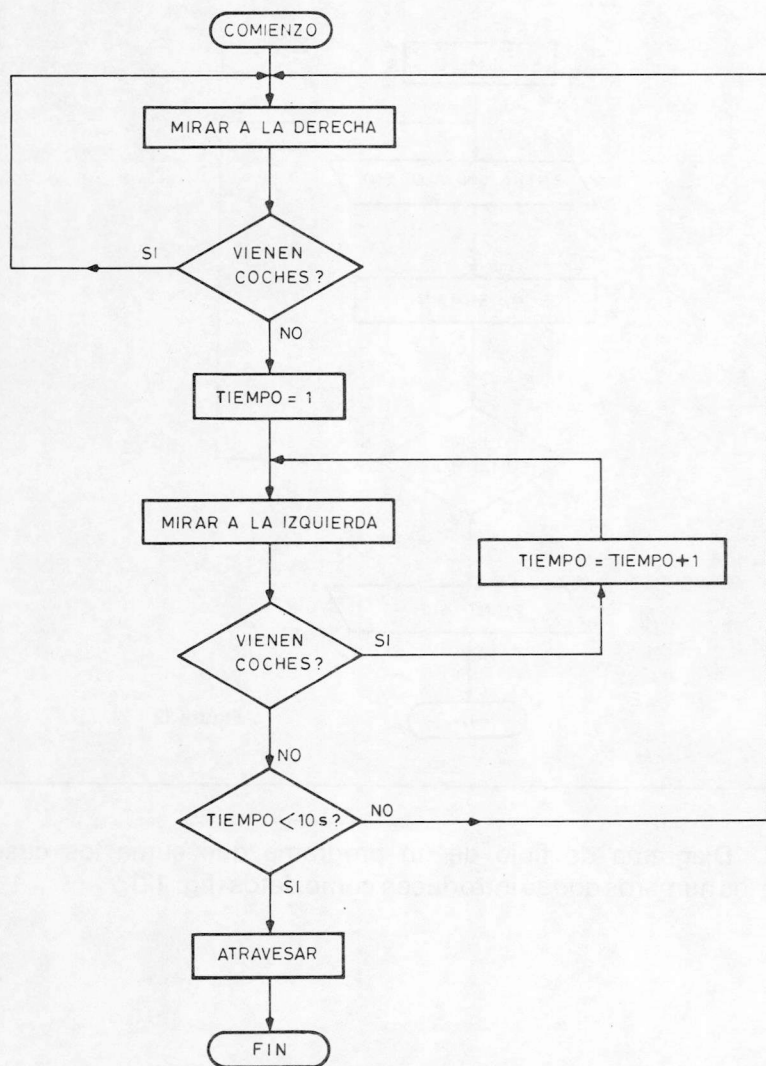 COMIENZO
MIRAR A LA DERECHA
SI
VIENEN
COCHES?
NO
TIEMPO = 1
MIRAR A LA IZQUIERDA
TIEMPO = TIEMPO+1
VIENEN
COCHES?
SI
NO
TIEMPO < 10s?
NO
SI
ATRAVESAR
FIN